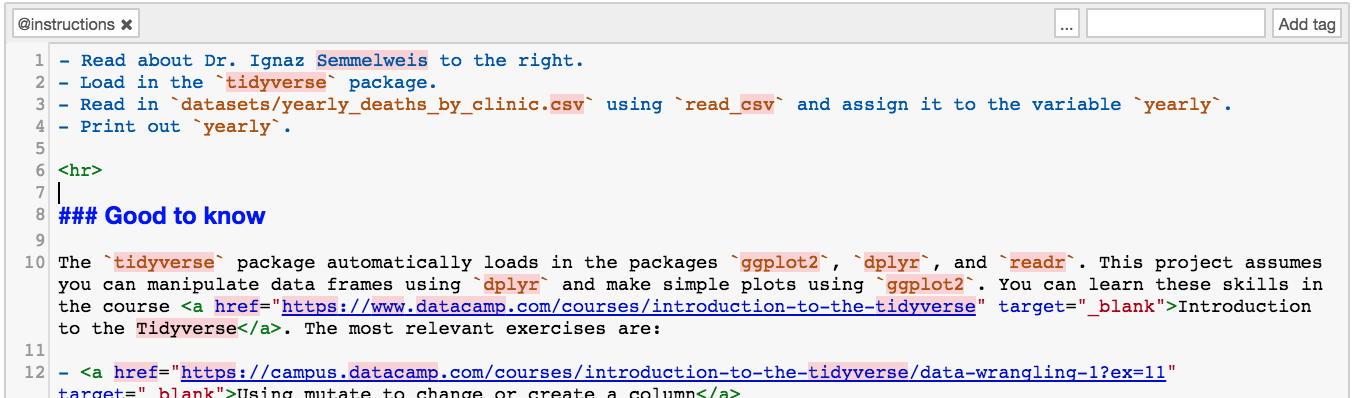 @instructions ✖ ... Add tag
1 - Read about Dr. Ignaz Semmelweis to the right.
2 - Load in the `tidyverse` package.
3 - Read in `datasets/yearly_deaths_by_clinic.csv` using `read_csv` and assign it to the variable `yearly`.
4 - Print out `yearly`.
5
6 <hr>
7
8 ### Good to know
9
10 The `tidyverse` package automatically loads in the packages `ggplot2`, `dplyr`, and `readr`. This project assumes
you can manipulate data frames using `dplyr` and make simple plots using `ggplot2`. You can learn these skills in
the course <a href="https://www.datacamp.com/courses/introduction-to-the-tidyverse" target="_blank">Introduction
to the Tidyverse</a>. The most relevant exercises are:
11
12 - <a href="https://campus.datacamp.com/courses/introduction-to-the-tidyverse/data-wrangling-1?ex=11"
target="_blank">Using mutate to change or create a column</a>